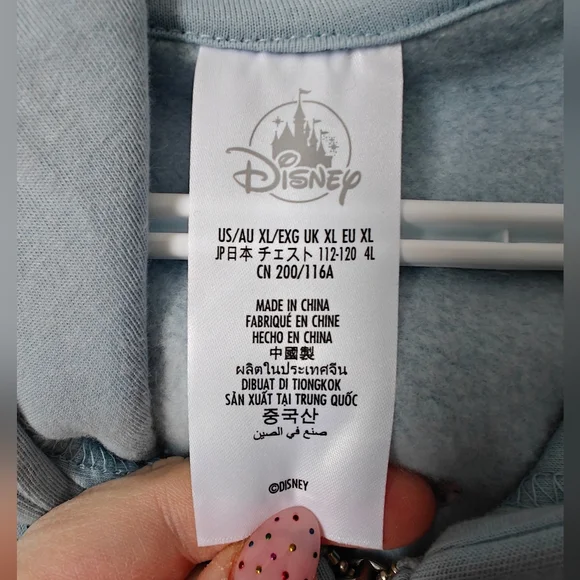 Disney
US/AU XL/EXG UK XL EU XL
JP日本 チェスト 112-120 4L
CN 200/116A
MADE IN CHINA
FABRIQUÉ EN CHINE
HECHO EN CHINA
中國製
ผลิตในประเทศจีน
DIBUAT DI TIONGKOK
SẢN XUẤT TẠI TRUNG QUỐC
중국산
صنع في الصين
©DISNEY